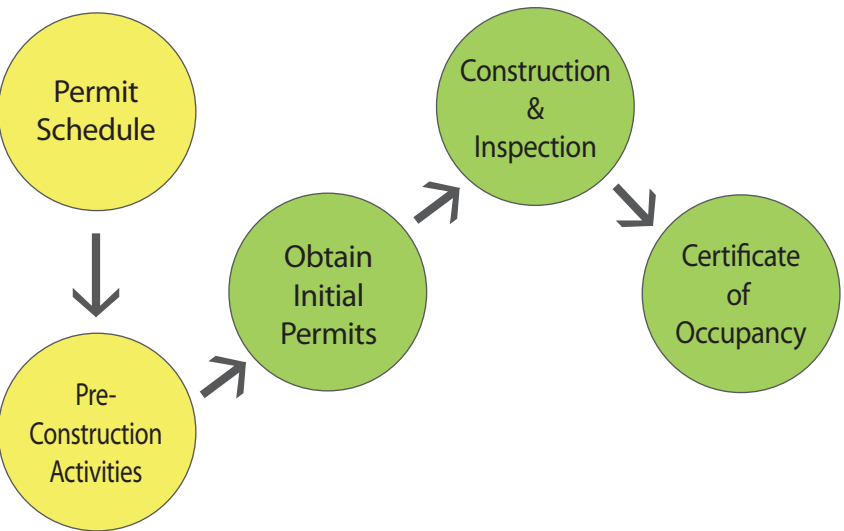 Permit
Schedule
Pre-
Construction
Activities
Obtain
Initial
Permits
Construction
&
Inspection
Certificate
of
Occupancy